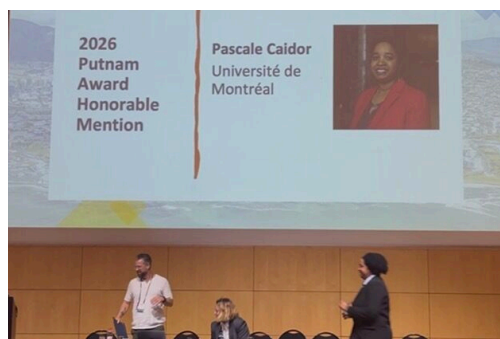 2026
Putnam
Award
Honorable
Mention
Pascale Caidor
Université de
Montréal